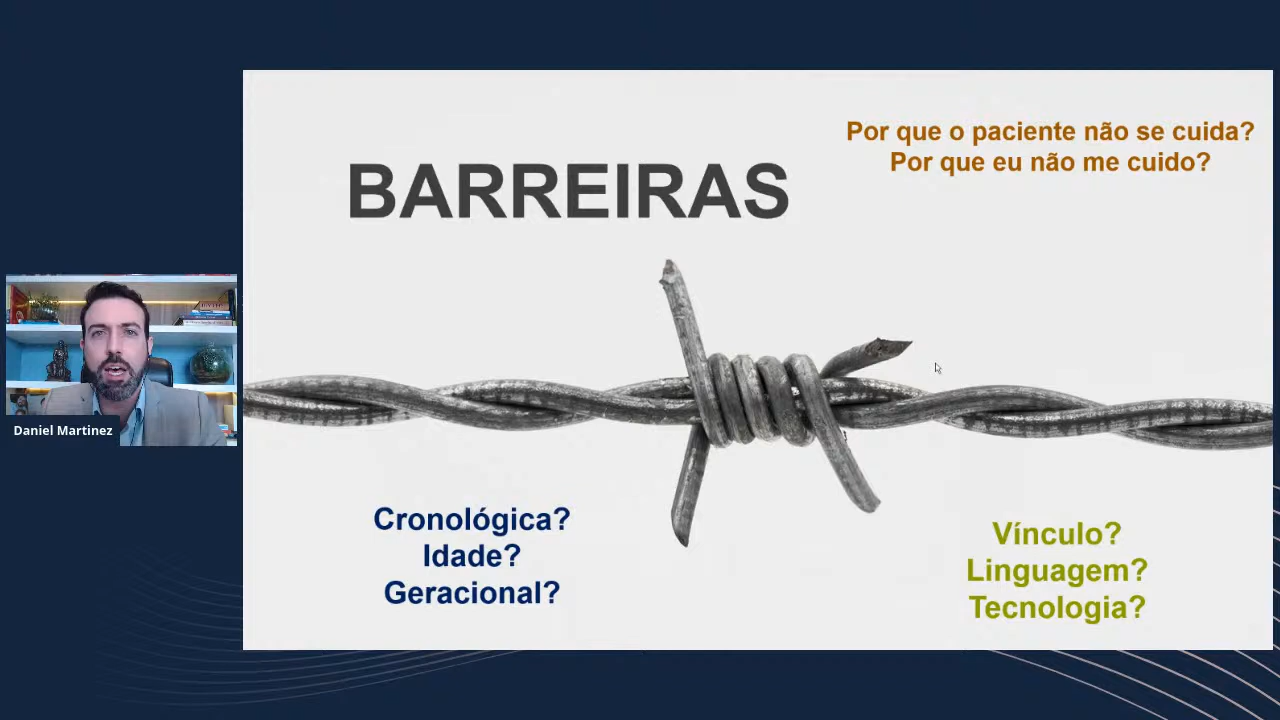 Por que o paciente não se cuida?
Por que eu não me cuido?
BARREIRAS
Daniel Martinez
Cronológica?
Idade?
Geracional?
Vínculo?
Linguagem?
Tecnologia?